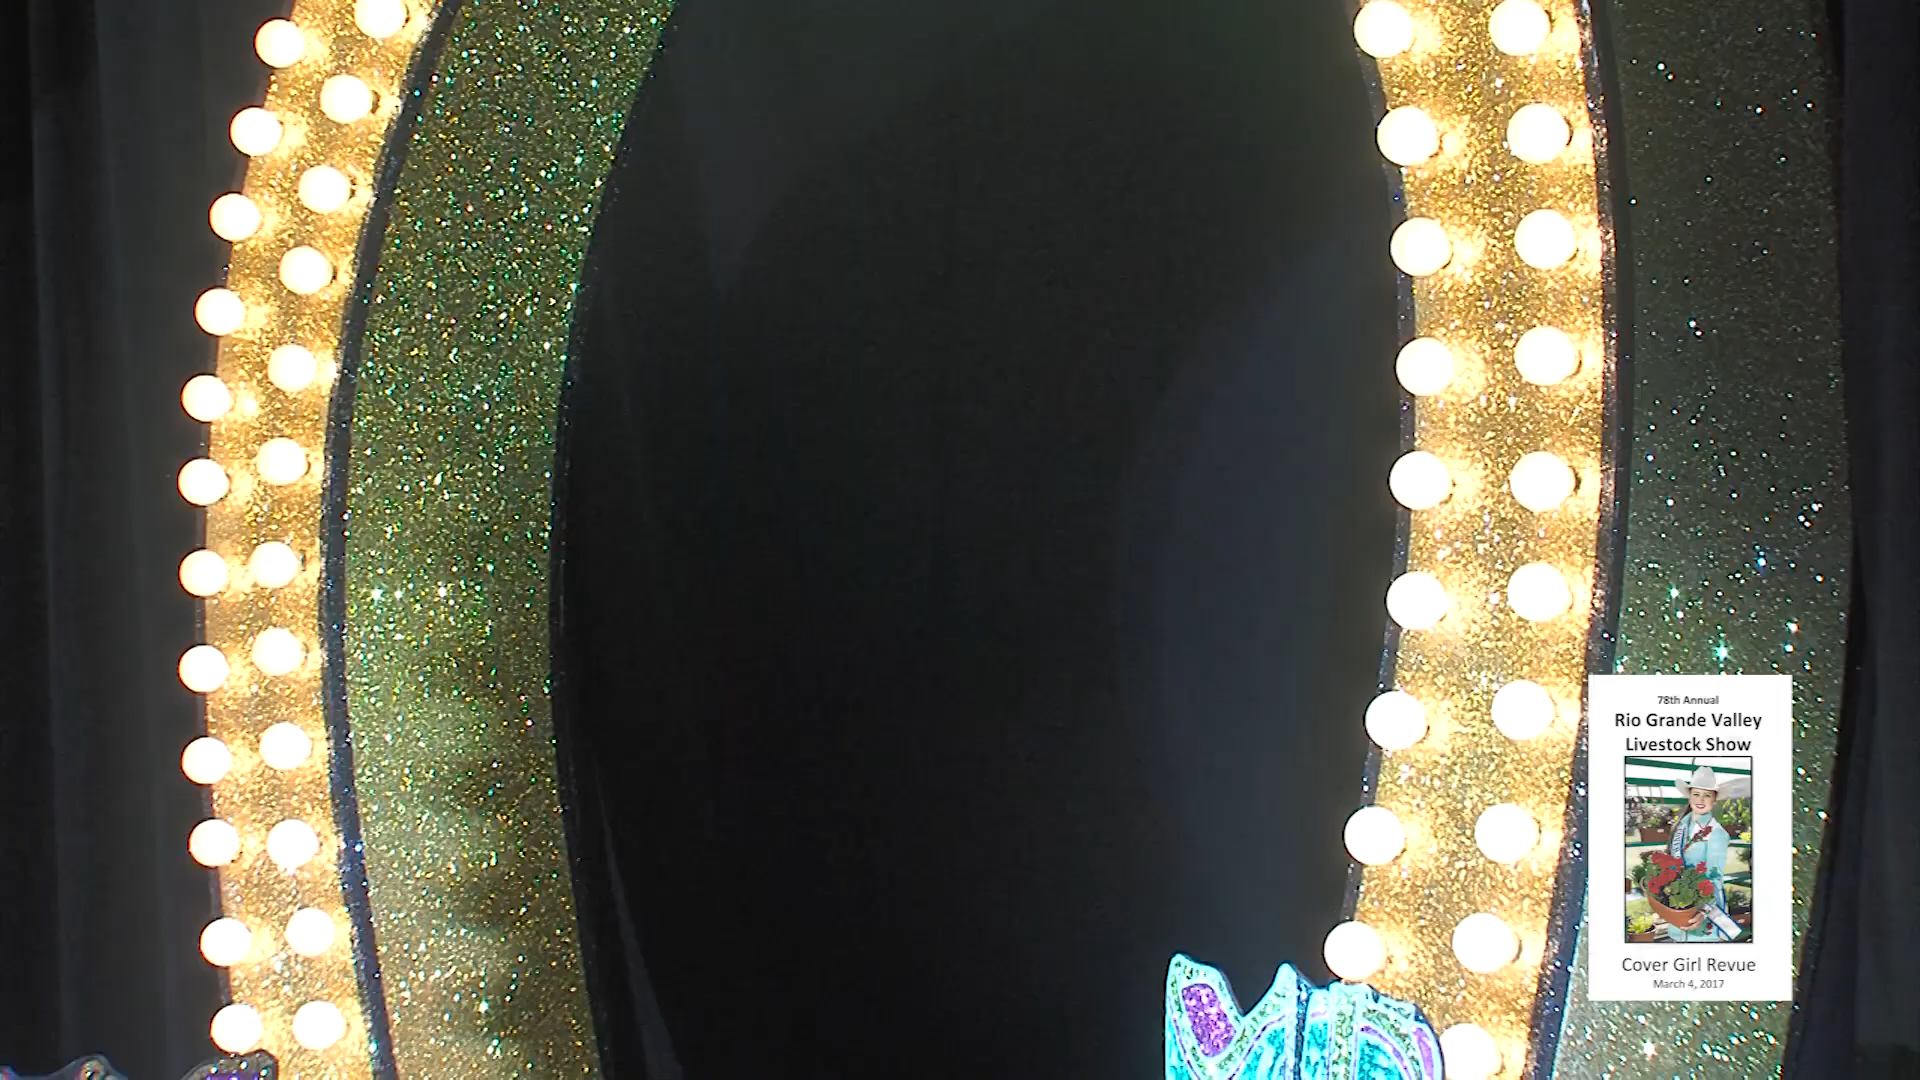 78th Annual
Rio Grande Valley
Livestock Show
Cover Girl Revue
March 4, 2017